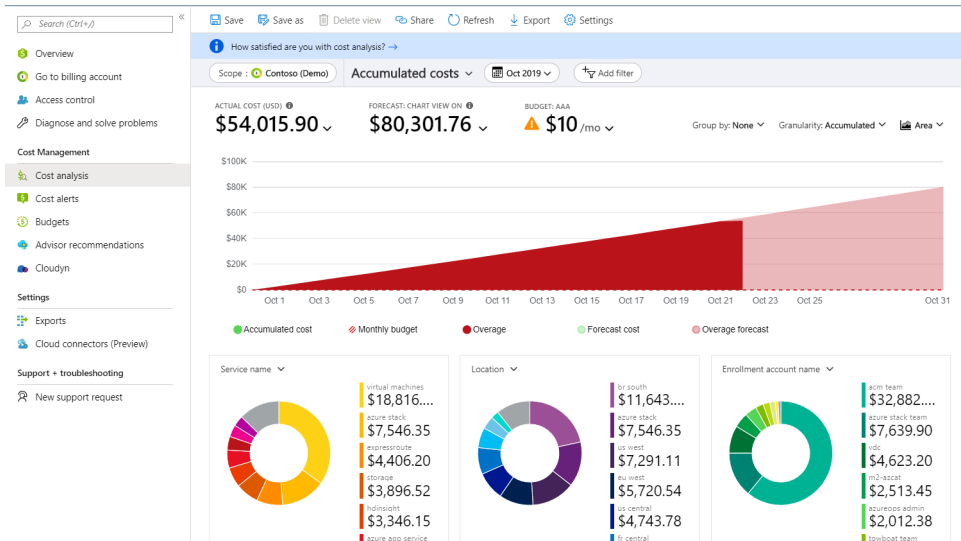 Search (Ctrl+/)
«
Save Save as Delete view Share Refresh Export Settings
Overview
Go to billing account
Access control
Diagnose and solve problems
Cost Management
Cost analysis
Cost alerts
Budgets
Advisor recommendations
Cloudyn
Settings
Exports
Cloud connectors (Preview)
Support + troubleshooting
New support request
How satisfied are you with cost analysis? →
Scope : Contoso (Demo) Accumulated costs Oct 2019 Add filter
ACTUAL COST (USD) FORECAST: CHART VIEW ON BUDGET: AAA
$54,015.90 $80,301.76 $10 /mo
Group by: None Granularity: Accumulated Area
$100K
$80K
$60K
$40K
$20K
$0
Oct 1 Oct 3 Oct 5 Oct 7 Oct 9 Oct 11 Oct 13 Oct 15 Oct 17 Oct 19 Oct 21 Oct 23 Oct 25 Oct 31
Accumulated cost Monthly budget Overage Forecast cost Overage forecast
Service name
virtual machines
$18,816....
azure stack
$7,546.35
expressroute
$4,406.20
storage
$3,896.52
hdinsight
$3,346.15
azure app service
Location
br south
$11,643....
azure stack
$7,546.35
us west
$7,291.11
eu west
$5,720.54
us central
$4,743.78
fr central
Enrollment account name
acm team
$32,882....
azure stack team
$7,639.90
vdc
$4,623.20
m2-azcat
$2,513.45
azureops admin
$2,012.38
towboat team